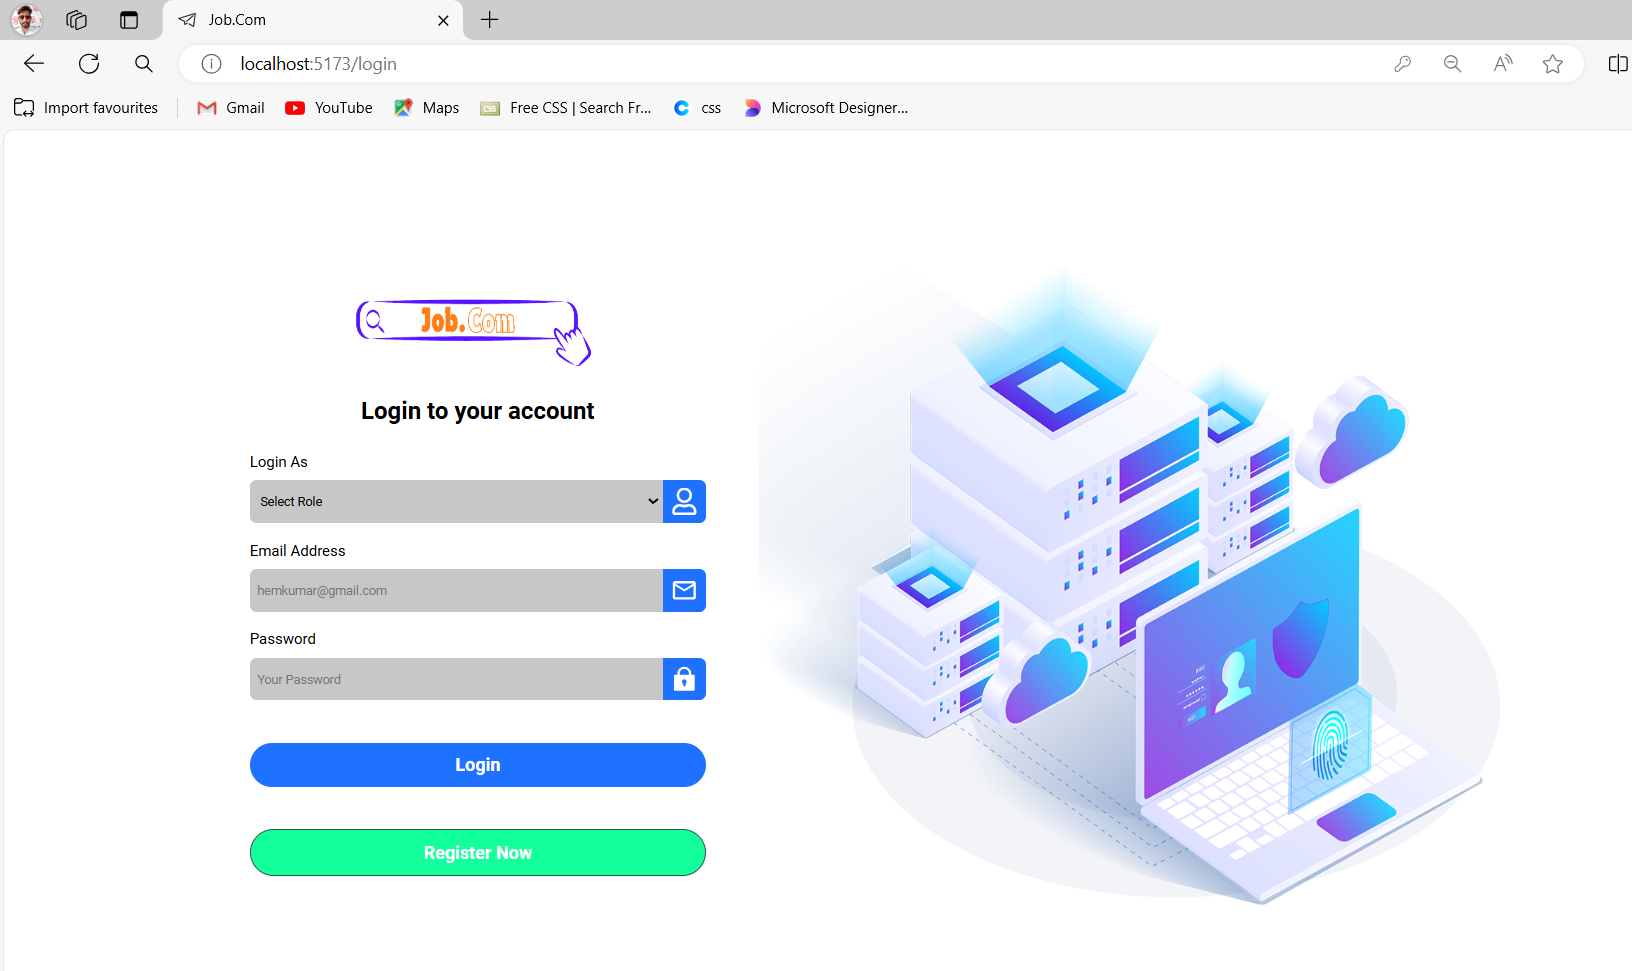 Job.Com
localhost:5173/login
Import favourites Gmail YouTube Maps Free CSS | Search Fr... css Microsoft Designer...
Job.Com
Login to your account
Login As
Select Role
Email Address
hemkumar@gmail.com
Password
Your Password
Login
Register Now